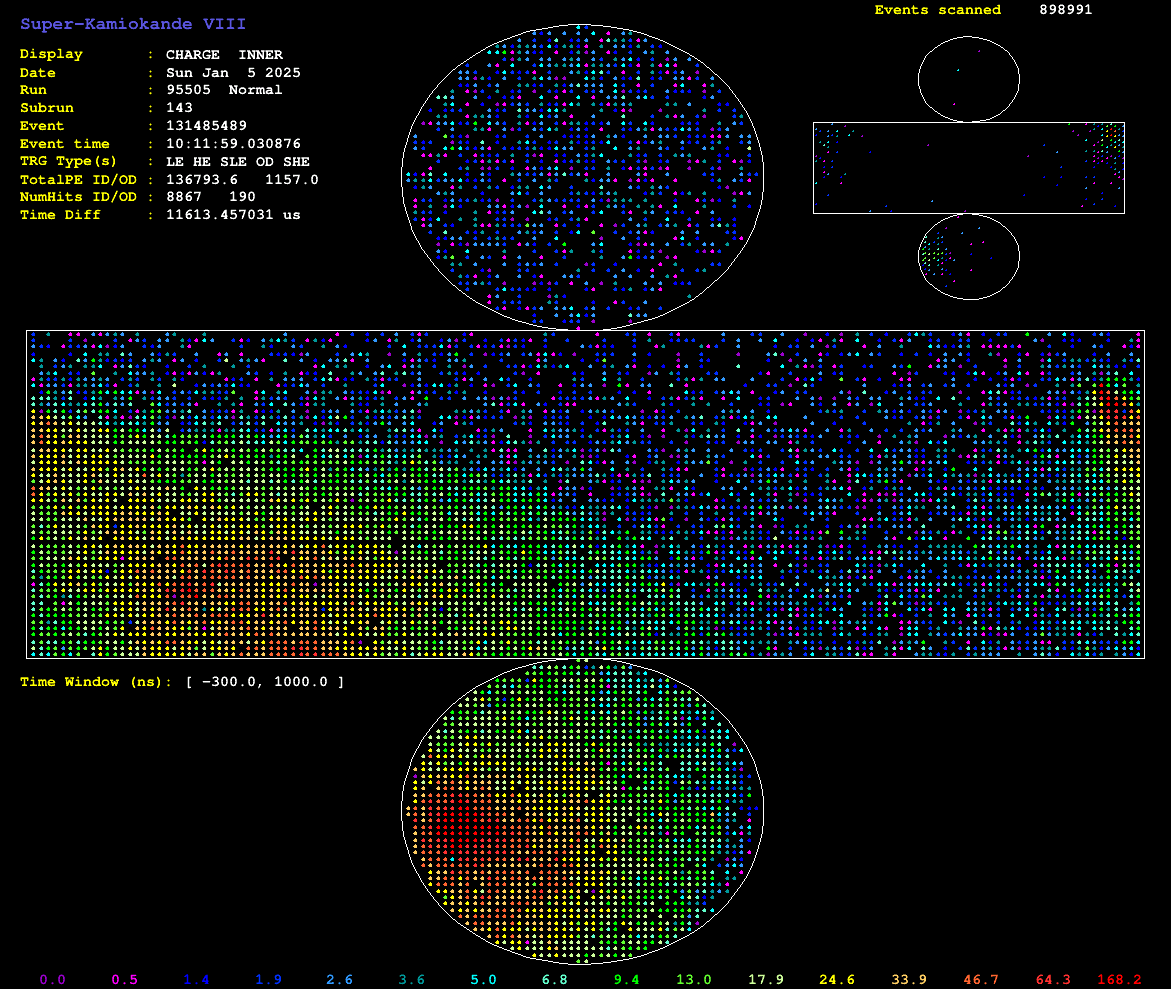 Super-Kamiokande VIII
Events scanned 898991
Display : CHARGE INNER
Date : Sun Jan 5 2025
Run : 95505 Normal
Subrun : 143
Event : 131485489
Event time : 10:11:59.030876
TRG Type(s) : LE HE SLE OD SHE
TotalPE ID/OD : 136793.6 1157.0
NumHits ID/OD : 8867 190
Time Diff : 11613.457031 us
Time Window (ns): [ -300.0, 1000.0 ]
0.0 0.5 1.4 1.9 2.6 3.6 5.0 6.8 9.4 13.0 17.9 24.6 33.9 46.7 64.3 168.2